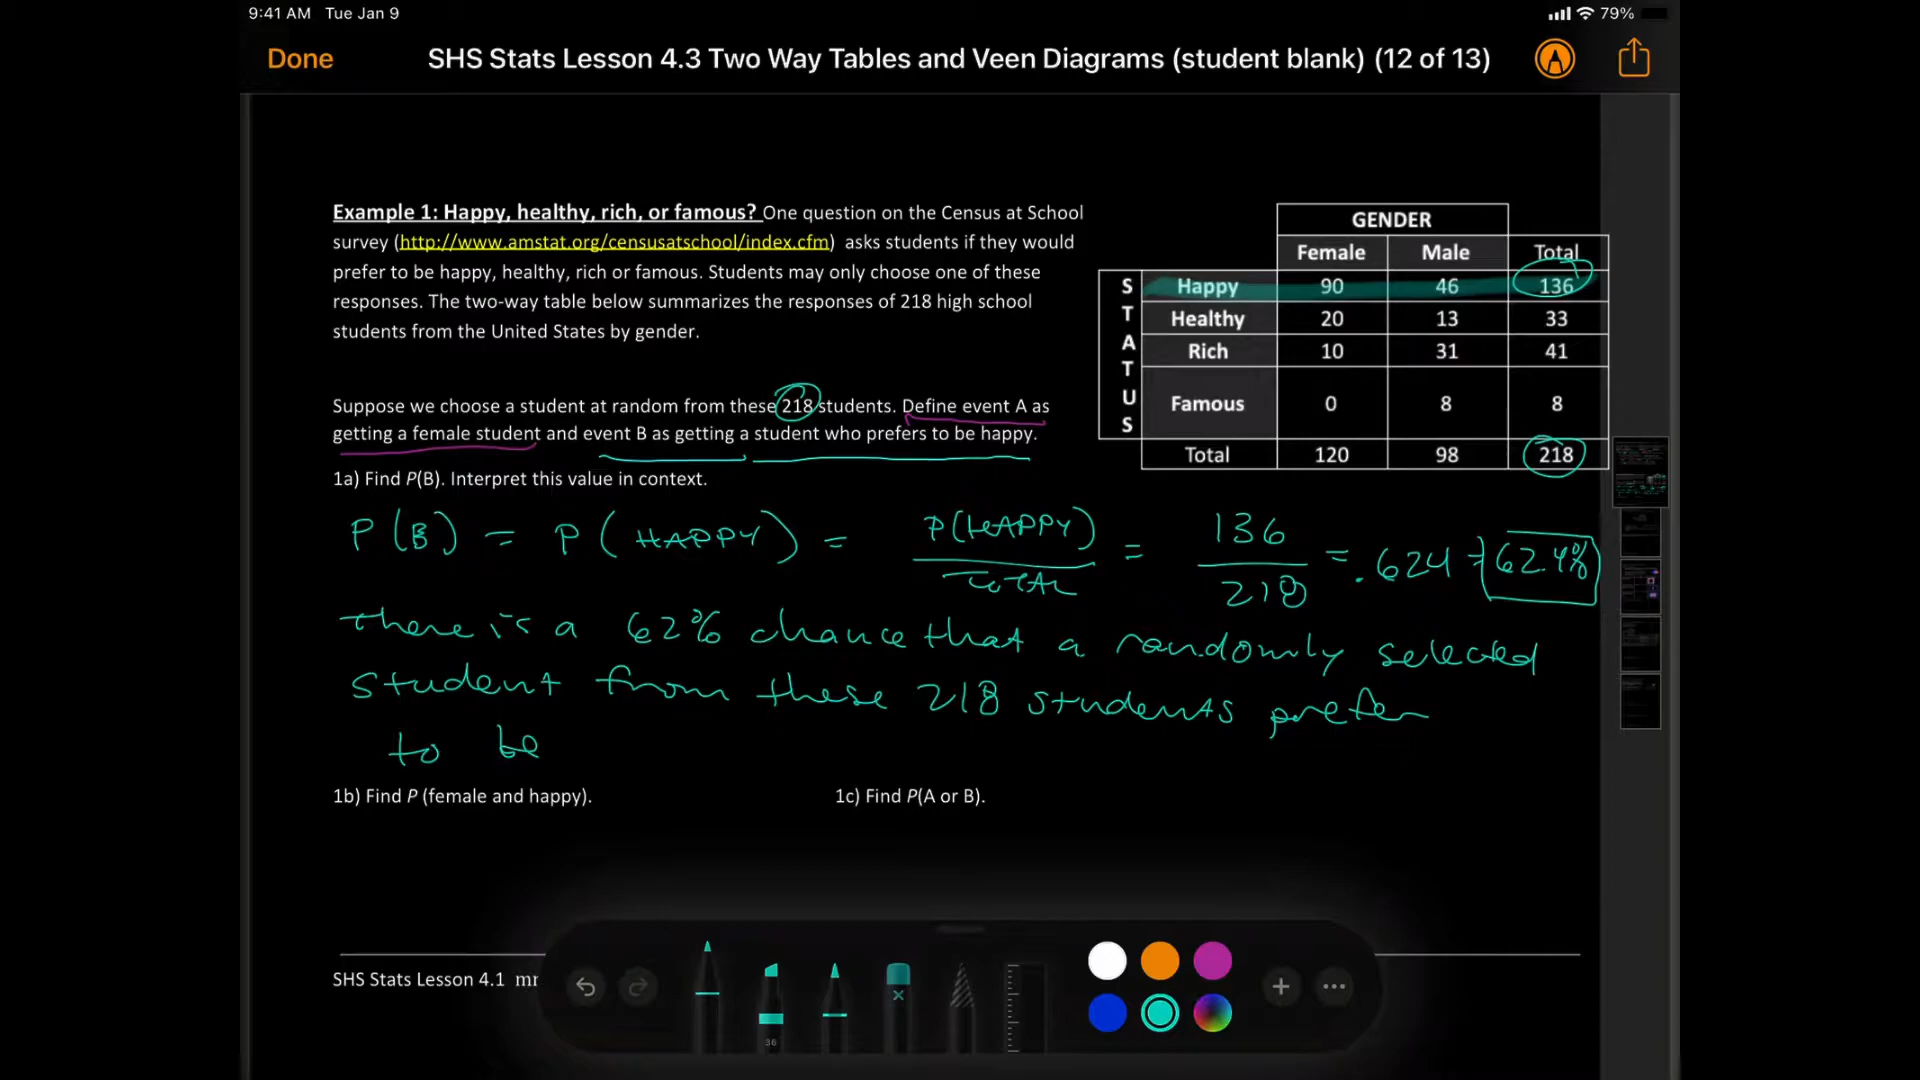 9:41 AM Tue Jan 9
79%
Done
SHS Stats Lesson 4.3 Two Way Tables and Veen Diagrams (student blank) (12 of 13)
Example 1: Happy, healthy, rich, or famous? One question on the Census at School
survey (http://www.amstat.org/censusatschool/index.cfm) asks students if they would
prefer to be happy, healthy, rich or famous. Students may only choose one of these
responses. The two-way table below summarizes the responses of 218 high school
students from the United States by gender.
GENDER
Female Male Total
STATUS
Happy 90 46 136
Healthy 20 13 33
Rich 10 31 41
Famous 0 8 8
Total 120 98 218
Suppose we choose a student at random from these 218 students. Define event A as
getting a female student and event B as getting a student who prefers to be happy.
1a) Find P(B). Interpret this value in context.
P(B) = P(HAPPY) = P(HAPPY) / TOTAL = 136 / 218 = .624 = 62.4%
there is a 62% chance that a randomly selected
student from these 218 students prefer
to be
1b) Find P (female and happy). 1c) Find P(A or B).
SHS Stats Lesson 4.1
36